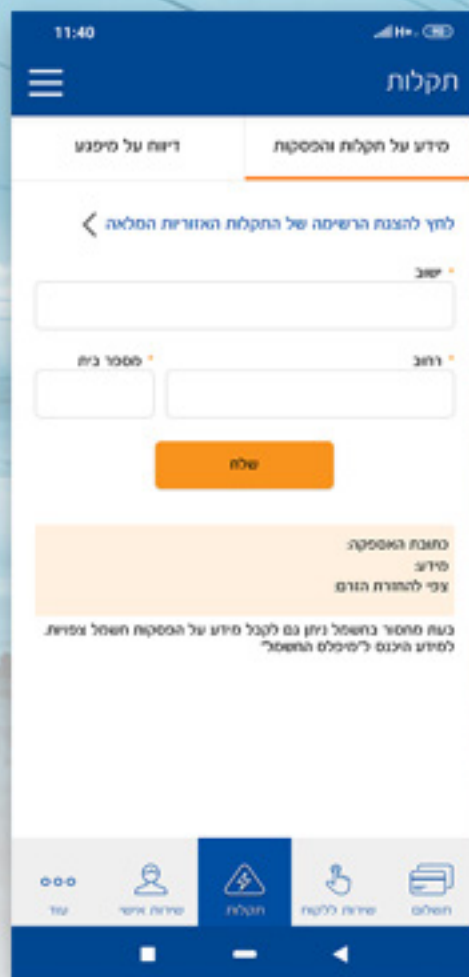 11:40
H+
תקלות
מידע על תקלות והפסקות
דיווח על מיפגע
לחץ להצגת הרשימה של התקלות האזוריות המלאה
* ישוב
* רחוב
* מספר בית
שלח
כתובת האספקה:
מידע:
צפי להחזרת הזרם:
בעת מחסור בחשמל ניתן גם לקבל מידע על הפסקות חשמל צפויות.
למידע היכנס ל"מיפלס החשמל"
תשלום
שירות ללקוח
תקלות
שירות אישי
עוד